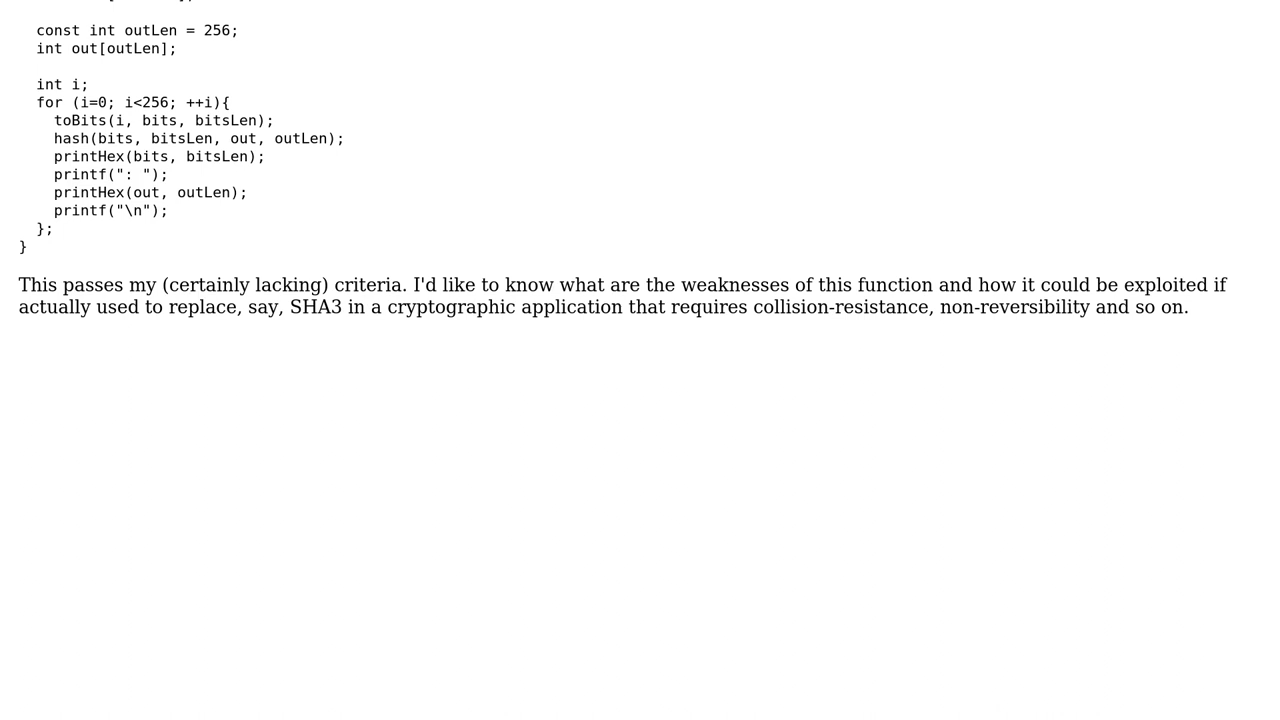 const int outLen = 256;
int out[outLen];
int i;
for (i=0; i<256; ++i){
toBits(i, bits, bitsLen);
hash(bits, bitsLen, out, outLen);
printHex(bits, bitsLen);
printf(": ");
printHex(out, outLen);
printf("\n");
};
}
This passes my (certainly lacking) criteria. I'd like to know what are the weaknesses of this function and how it could be exploited if
actually used to replace, say, SHA3 in a cryptographic application that requires collision-resistance, non-reversibility and so on.